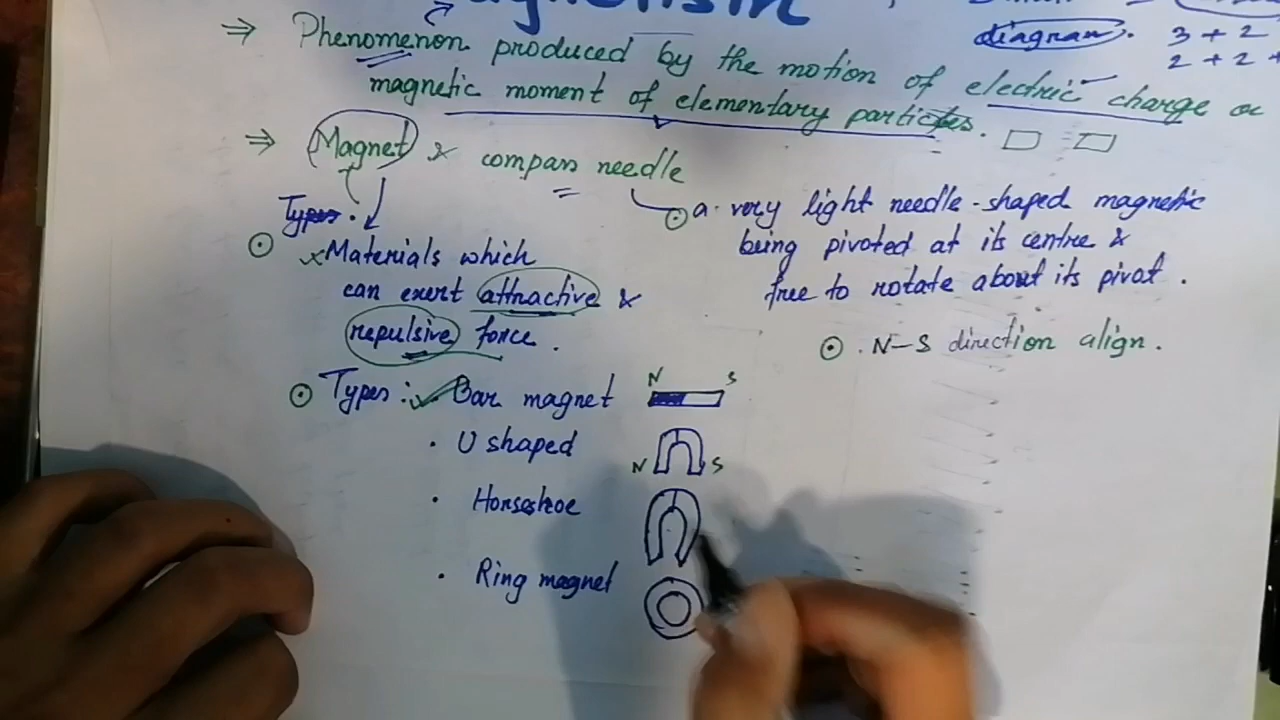 diagram. 3 + 2
2 + 2 +
⇒ Phenomenon produced by the motion of electric charge or
magnetic moment of elementary particles.
⇒ Magnet & compass needle
Types.
Materials which
can exert attractive &
repulsive force.
a very light needle-shaped magnetic
being pivoted at its centre &
free to rotate about its pivot.
N-S direction align.
Types: Bar magnet N S
U shaped N S
Horseshoe
Ring magnet